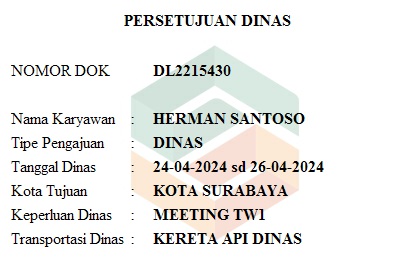 PERSETUJUAN DINAS
NOMOR DOK DL2215430
Nama Karyawan : HERMAN SANTOSO
Tipe Pengajuan : DINAS
Tanggal Dinas : 24-04-2024 sd 26-04-2024
Kota Tujuan : KOTA SURABAYA
Keperluan Dinas : MEETING TW1
Transportasi Dinas : KERETA API DINAS